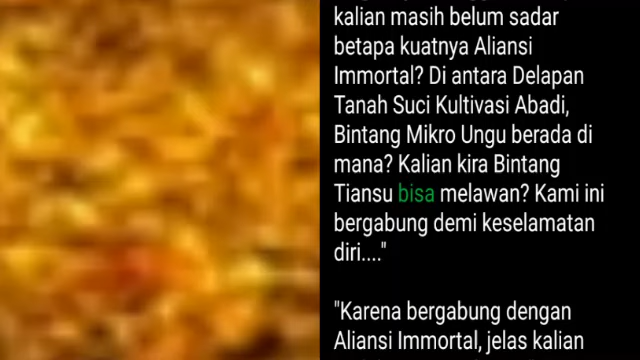 kalian masih belum sadar
betapa kuatnya Aliansi
Immortal? Di antara Delapan
Tanah Suci Kultivasi Abadi,
Bintang Mikro Ungu berada di
mana? Kalian kira Bintang
Tiansu bisa melawan? Kami ini
bergabung demi keselamatan
diri...."
"Karena bergabung dengan
Aliansi Immortal, jelas kalian